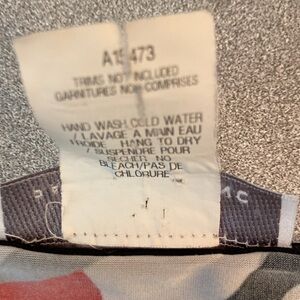 A15473
TRIMS NOT INCLUDED
GARNITURES NON COMPRISES
HAND WASH COLD WATER
/ LAVAGE A MAIN EAU
FROIDE HANG TO DRY
/ SUSPENDRE POUR
SECHER NO
BLEACH/PAS DE
CHLORURE